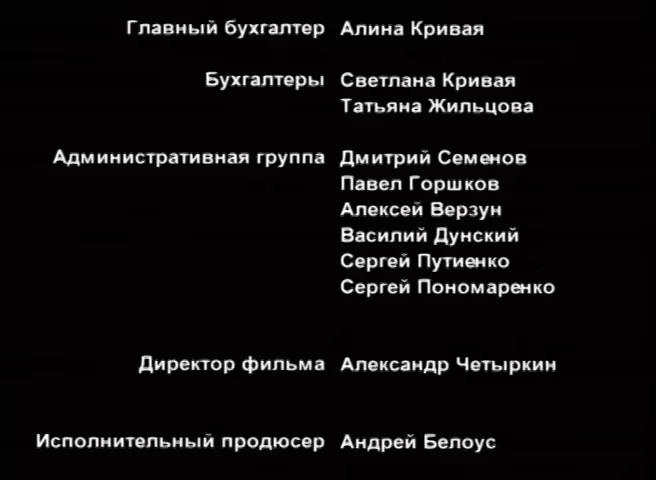 Главный бухгалтер Алина Кривая
Бухгалтеры Светлана Кривая
Татьяна Жильцова
Административная группа Дмитрий Семенов
Павел Горшков
Алексей Верзун
Василий Дунский
Сергей Путиенко
Сергей Пономаренко
Директор фильма Александр Четыркин
Исполнительный продюсер Андрей Белоус